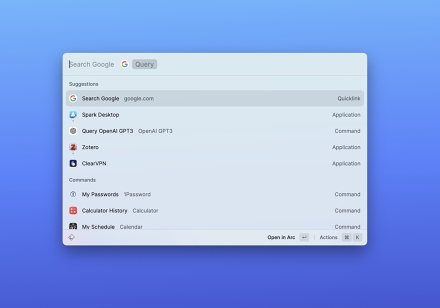 Search Google Query
Suggestions
Search Google google.com Quicklink
Spark Desktop Application
Query OpenAI GPT3 OpenAI GPT3 Command
Zotero Application
ClearVPN Application
Commands
My Passwords 1Password Command
Calculator History Calculator Command
My Schedule Calendar Command
Open in Arc ↵ Actions ⌘ K